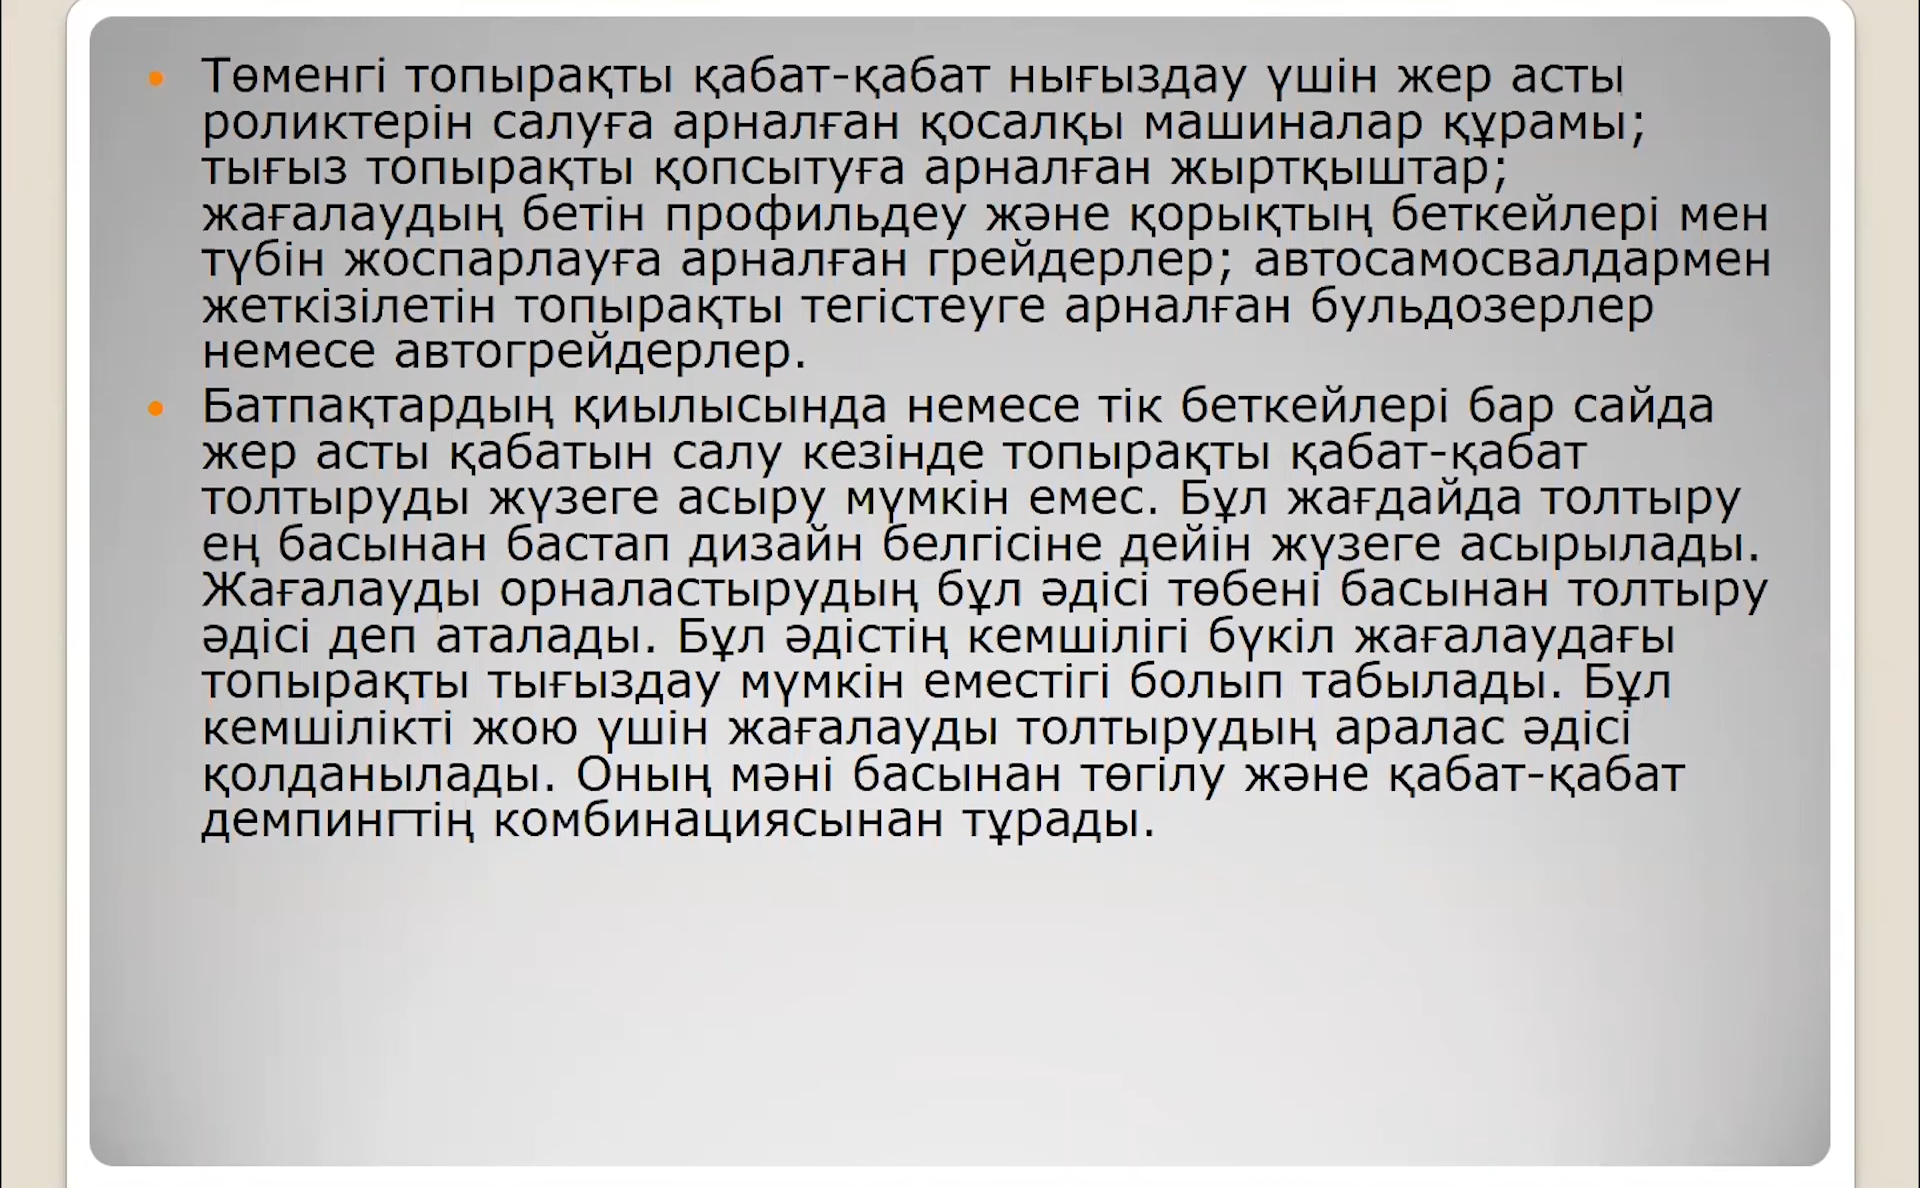 Төменгі топырақты қабат-қабат нығыздау үшін жер асты
роликтерін салуға арналған қосалқы машиналар құрамы;
тығыз топырақты қопсытуға арналған жыртқыштар;
жағалаудың бетін профильдеу және қорықтың беткейлері мен
түбін жоспарлауға арналған грейдерлер; автосамосвалдармен
жеткізілетін топырақты тегістеуге арналған бульдозерлер
немесе автогрейдерлер.
Батпақтардың қиылысында немесе тік беткейлері бар сайда
жер асты қабатын салу кезінде топырақты қабат-қабат
толтыруды жүзеге асыру мүмкін емес. Бұл жағдайда толтыру
ең басынан бастап дизайн белгісіне дейін жүзеге асырылады.
Жағалауды орналастырудың бұл әдісі төбені басынан толтыру
әдісі деп аталады. Бұл әдістің кемшілігі бүкіл жағалаудағы
топырақты тығыздау мүмкін еместігі болып табылады. Бұл
кемшілікті жою үшін жағалауды толтырудың аралас әдісі
қолданылады. Оның мәні басынан төгілу және қабат-қабат
демпингтің комбинациясынан тұрады.